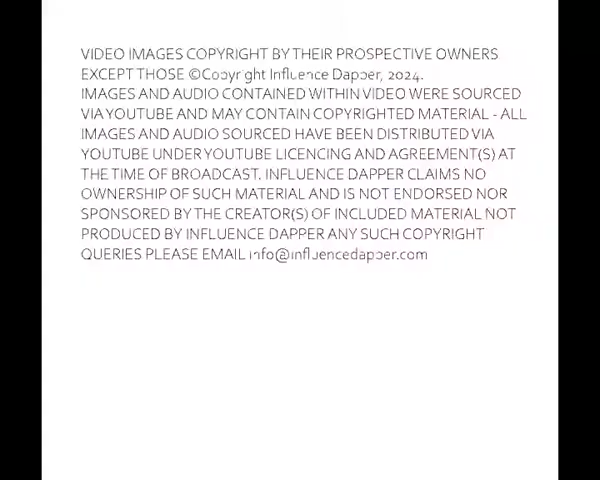 VIDEO IMAGES COPYRIGHT BY THEIR PROSPECTIVE OWNERS
EXCEPT THOSE ©Copyright Influence Dapper, 2024.
IMAGES AND AUDIO CONTAINED WITHIN VIDEO WERE SOURCED
VIA YOUTUBE AND MAY CONTAIN COPYRIGHTED MATERIAL - ALL
IMAGES AND AUDIO SOURCED HAVE BEEN DISTRIBUTED VIA
YOUTUBE UNDER YOUTUBE LICENCING AND AGREEMENT(S) AT
THE TIME OF BROADCAST. INFLUENCE DAPPER CLAIMS NO
OWNERSHIP OF SUCH MATERIAL AND IS NOT ENDORSED NOR
SPONSORED BY THE CREATOR(S) OF INCLUDED MATERIAL NOT
PRODUCED BY INFLUENCE DAPPER ANY SUCH COPYRIGHT
QUERIES PLEASE EMAIL info@influencedapper.com